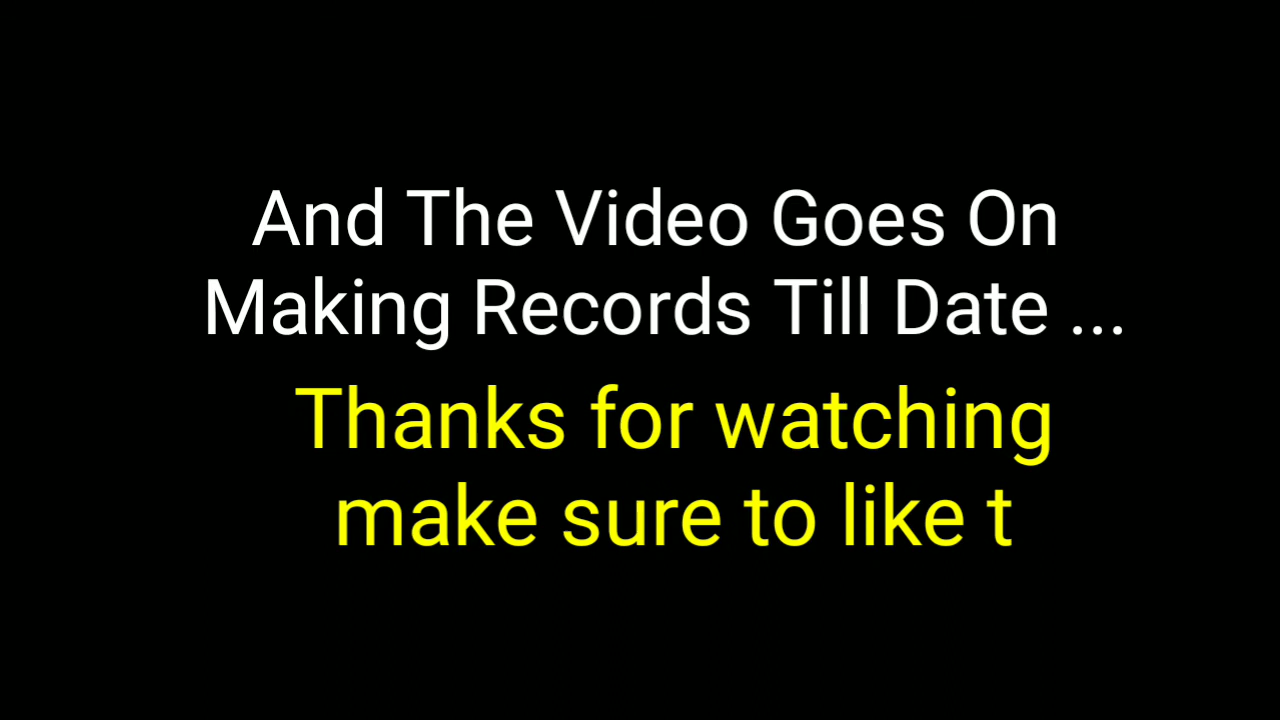 And The Video Goes On
Making Records Till Date ...
Thanks for watching
make sure to like t